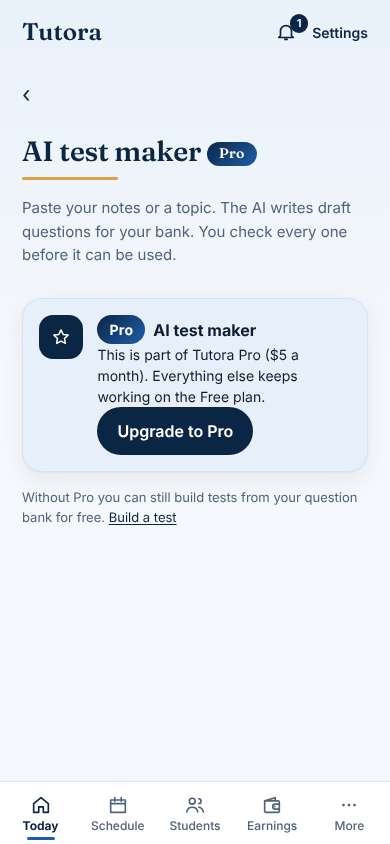 Tutora
1
Settings
AI test maker Pro
Paste your notes or a topic. The AI writes draft
questions for your bank. You check every one
before it can be used.
Pro AI test maker
This is part of Tutora Pro ($5 a
month). Everything else keeps
working on the Free plan.
Upgrade to Pro
Without Pro you can still build tests from your question
bank for free. Build a test
Today Schedule Students Earnings More